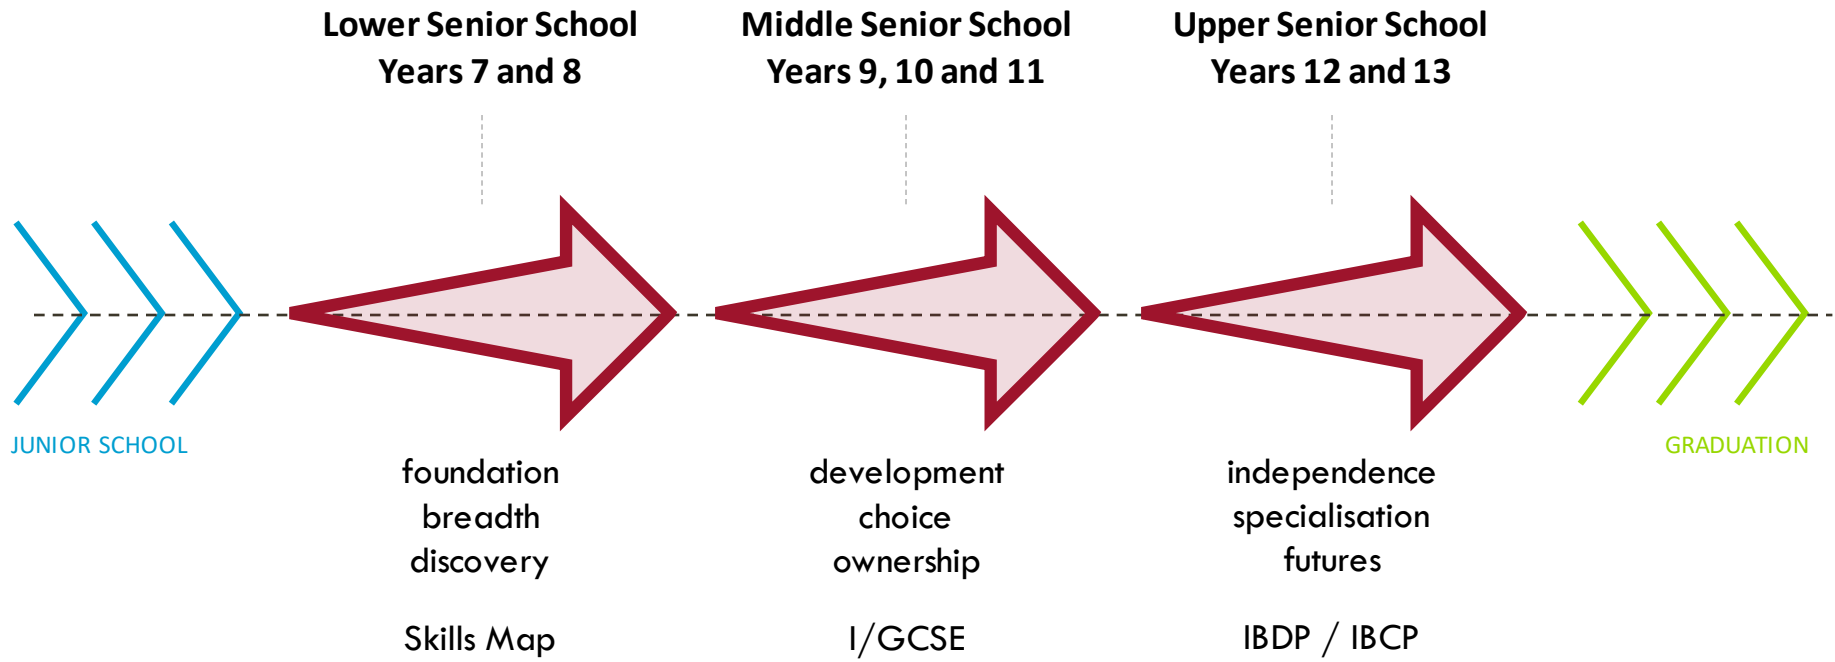 Lower Senior School
Years 7 and 8
Middle Senior School
Years 9, 10 and 11
Upper Senior School
Years 12 and 13
JUNIOR SCHOOL
GRADUATION
foundation
breadth
discovery
development
choice
ownership
independence
specialisation
futures
Skills Map
I/GCSE
IBDP / IBCP